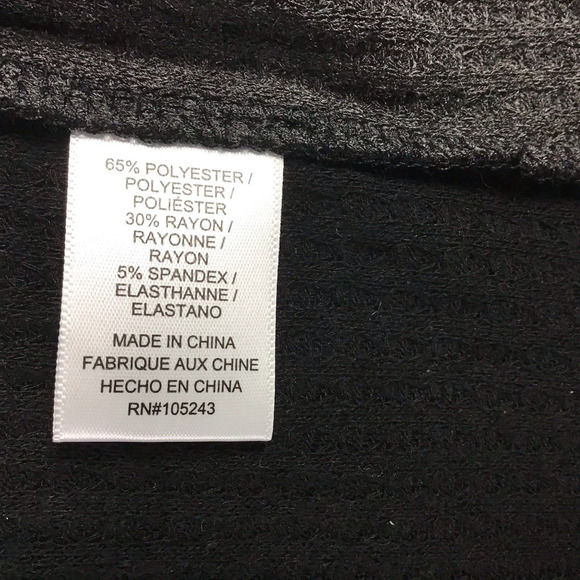 65% POLYESTER /
POLYESTER /
POLIÉSTER
30% RAYON /
RAYONNE /
RAYON
5% SPANDEX /
ELASTHANNE /
ELASTANO
MADE IN CHINA
FABRIQUE AUX CHINE
HECHO EN CHINA
RN#105243